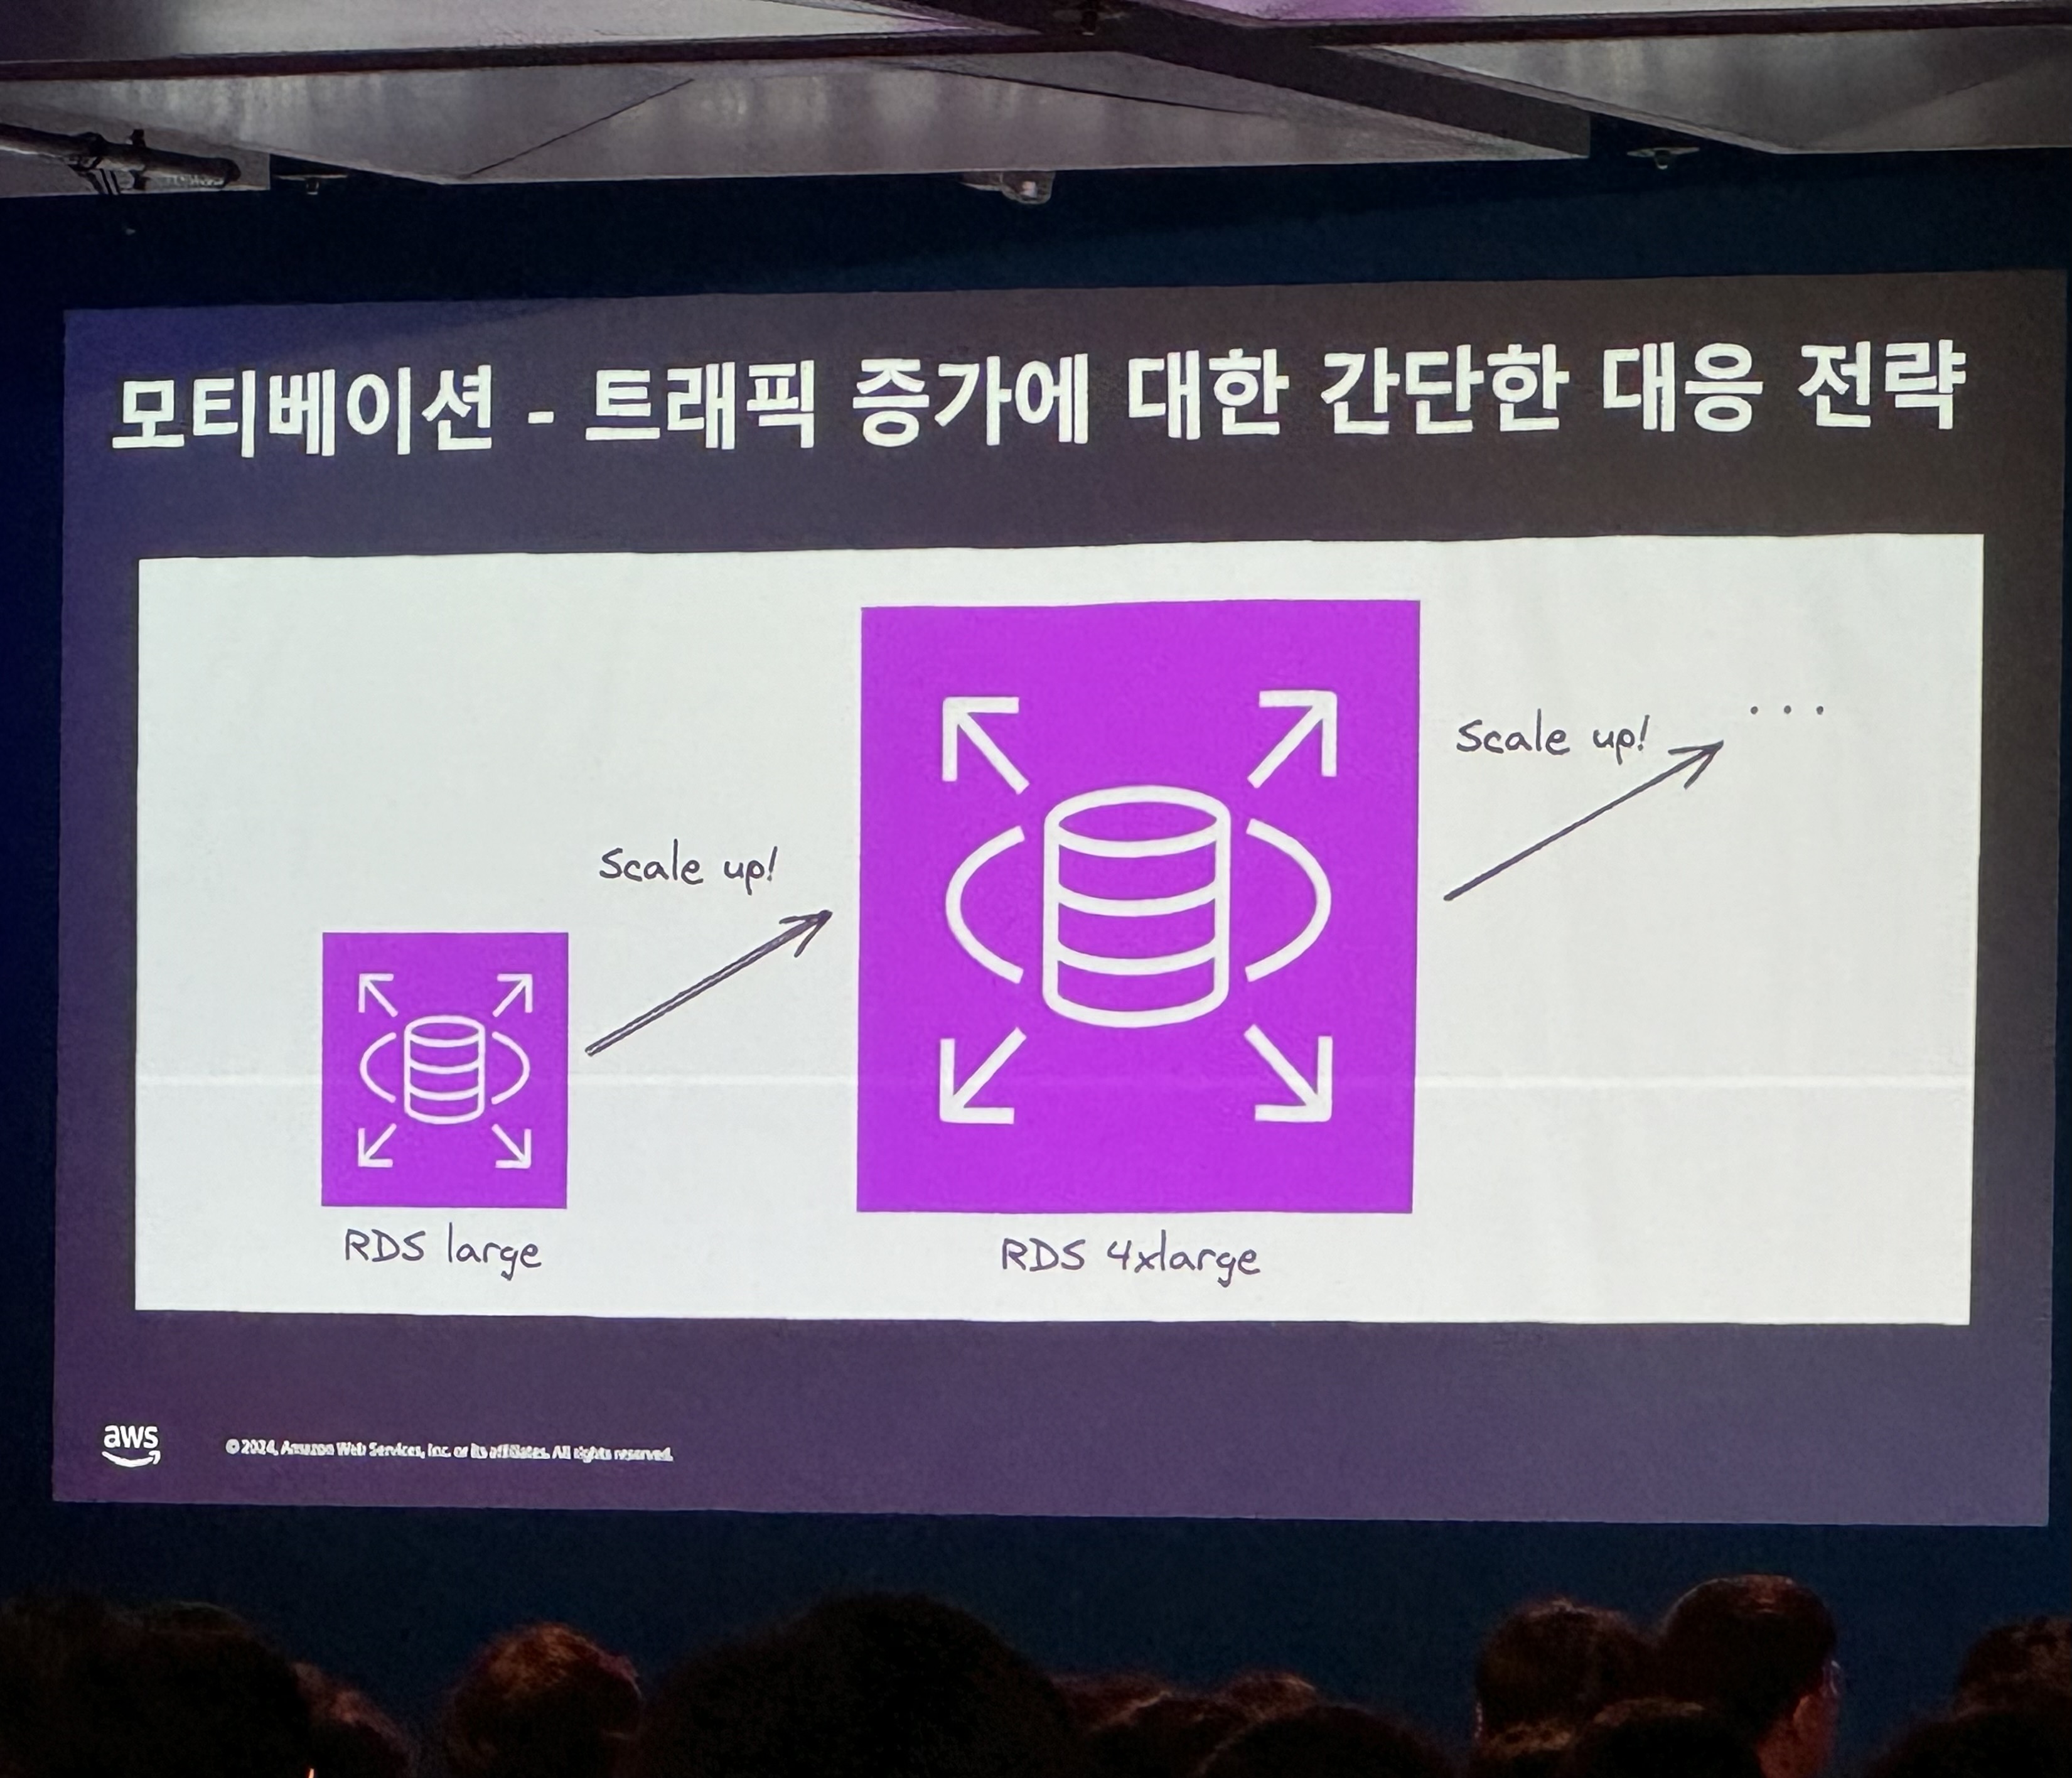 모티베이션 - 트래픽 증가에 대한 간단한 대응 전략
Scale up!
...
Scale up!
RDS large
RDS 4xlarge
aws
© 2024, Amazon Web Services, Inc. or its affiliates. All rights reserved.